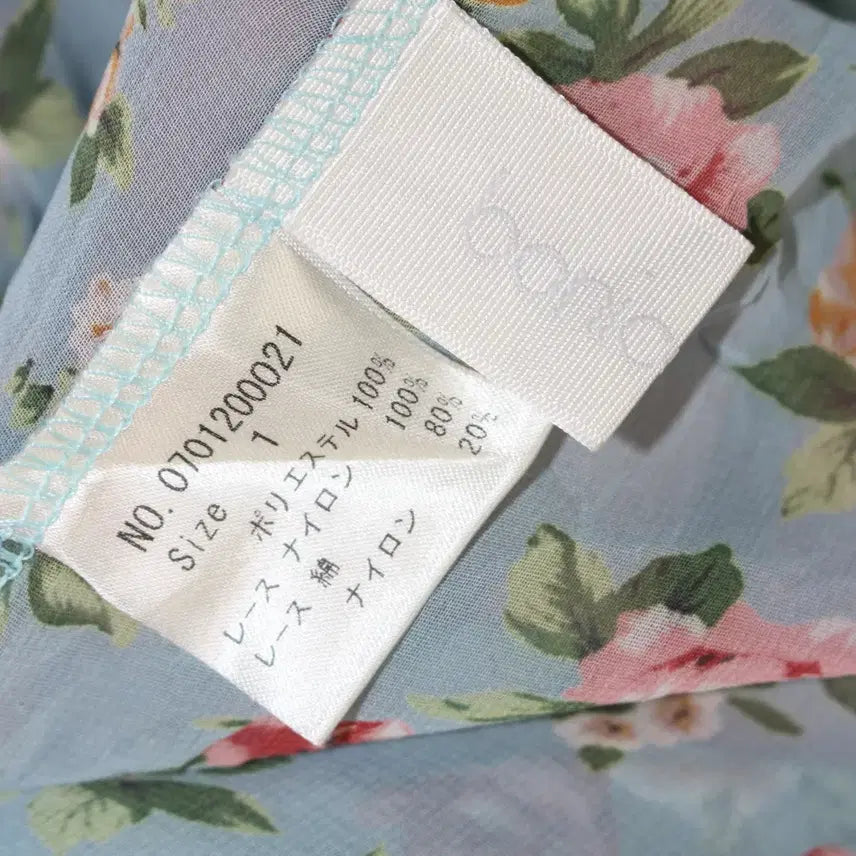 NO. 0701200021
Size 1
ポリエステル 100%
レース ナイロン 100%
レース 綿 80%
ナイロン 20%